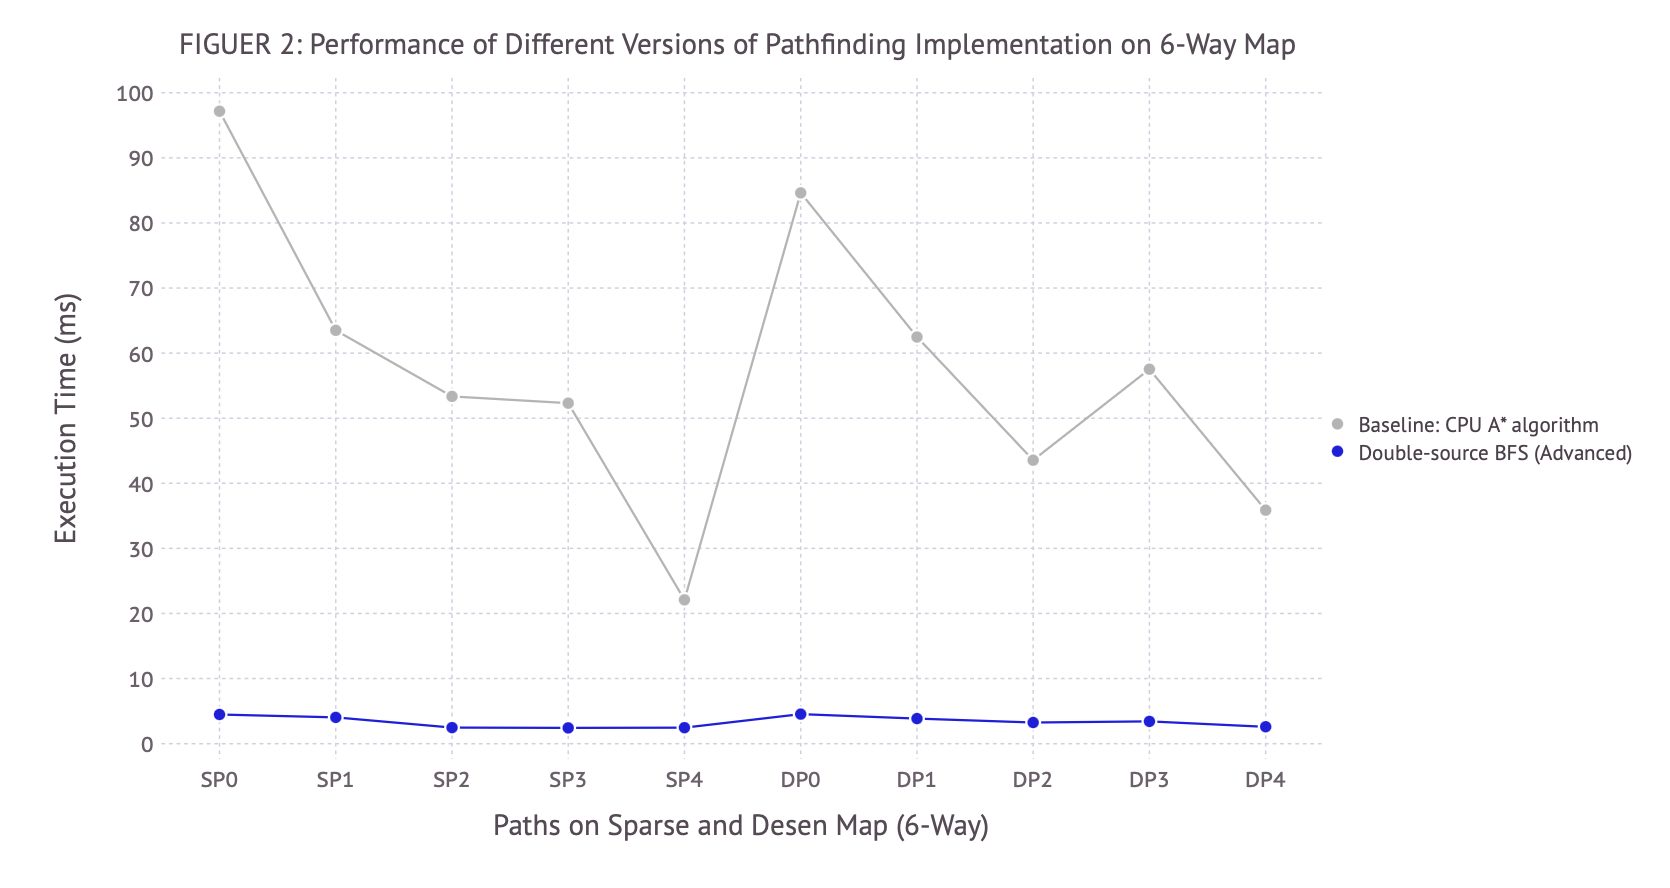 FIGUER 2: Performance of Different Versions of Pathfinding Implementation on 6-Way Map
100
90
80
70
60
50
40
30
20
10
0
Execution Time (ms)
SP0 SP1 SP2 SP3 SP4 DP0 DP1 DP2 DP3 DP4
Paths on Sparse and Desen Map (6-Way)
Baseline: CPU A* algorithm
Double-source BFS (Advanced)